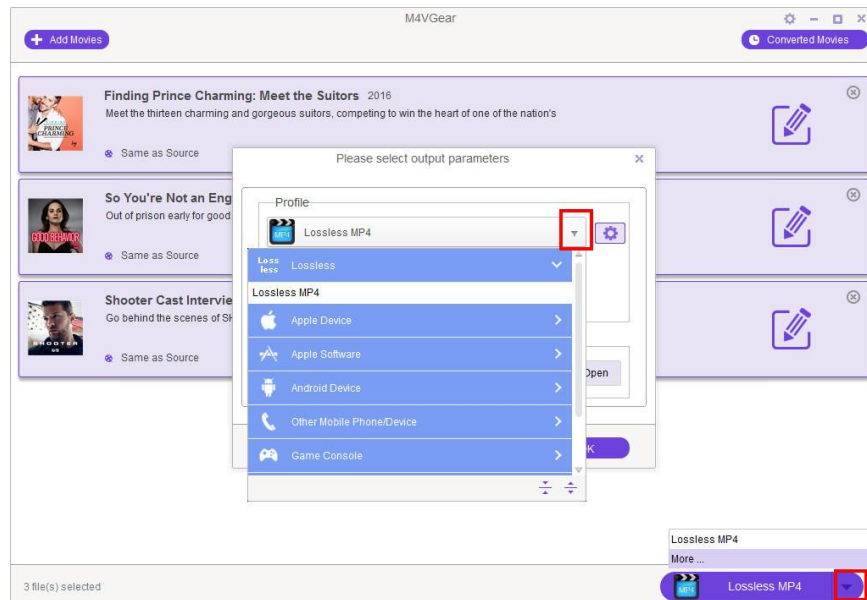 M4VGear
Add Movies
Converted Movies
Finding Prince Charming: Meet the Suitors 2016
Meet the thirteen charming and gorgeous suitors, competing to win the heart of one of the nation's
PRINCE
CHARMING
Same as Source
Please select output parameters
So You're Not an Eng
Out of prison early for good
GOOD BEHAVIOR
Same as Source
Profile
MP4
Lossless MP4
Loss
less
Lossless
Lossless MP4
Apple Device
Apple Software
Android Device
Other Mobile Phone/Device
Game Console
Shooter Cast Intervie
Go behind the scenes of SH
SHOOTER
Same as Source
Open
K
Lossless MP4
More ...
3 file(s) selected
MP4
Lossless MP4